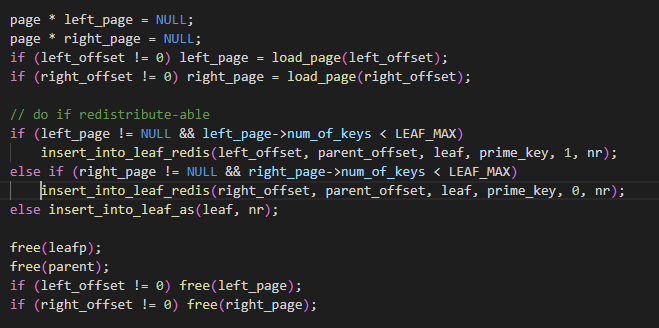 page * left_page = NULL;
page * right_page = NULL;
if (left_offset != 0) left_page = load_page(left_offset);
if (right_offset != 0) right_page = load_page(right_offset);

// do if redistribute-able
if (left_page != NULL && left_page->num_of_keys < LEAF_MAX)
    insert_into_leaf_redis(left_offset, parent_offset, leaf, prime_key, 1, nr);
else if (right_page != NULL && right_page->num_of_keys < LEAF_MAX)
    insert_into_leaf_redis(right_offset, parent_offset, leaf, prime_key, 0, nr);
else insert_into_leaf_as(leaf, nr);

free(leafp);
free(parent);
if (left_offset != 0) free(left_page);
if (right_offset != 0) free(right_page);